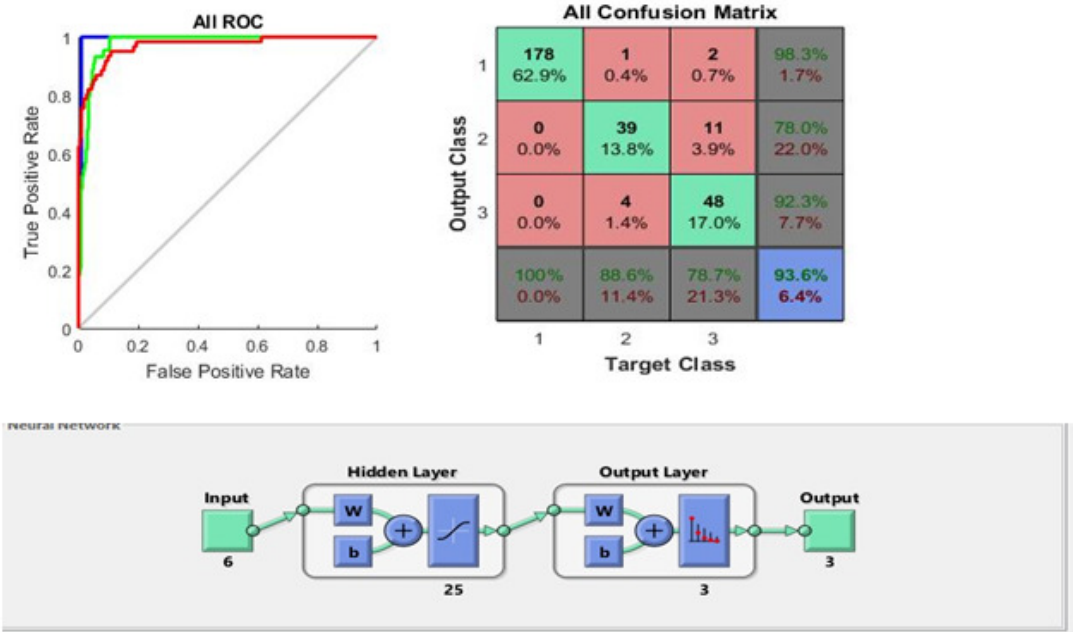 All ROC
1
0.8
0.6
0.4
0.2
0
0 0.2 0.4 0.6 0.8 1
True Positive Rate
False Positive Rate
All Confusion Matrix
1 178 1 2 98.3%
62.9% 0.4% 0.7% 1.7%
2 0 39 11 78.0%
0.0% 13.8% 3.9% 22.0%
3 0 4 48 92.3%
0.0% 1.4% 17.0% 7.7%
100% 88.6% 78.7% 93.6%
0.0% 11.4% 21.3% 6.4%
1 2 3
Output Class
Target Class
Neural Network
Hidden Layer Output Layer
Input Output
W W
b b
+ +
6 3
25 3